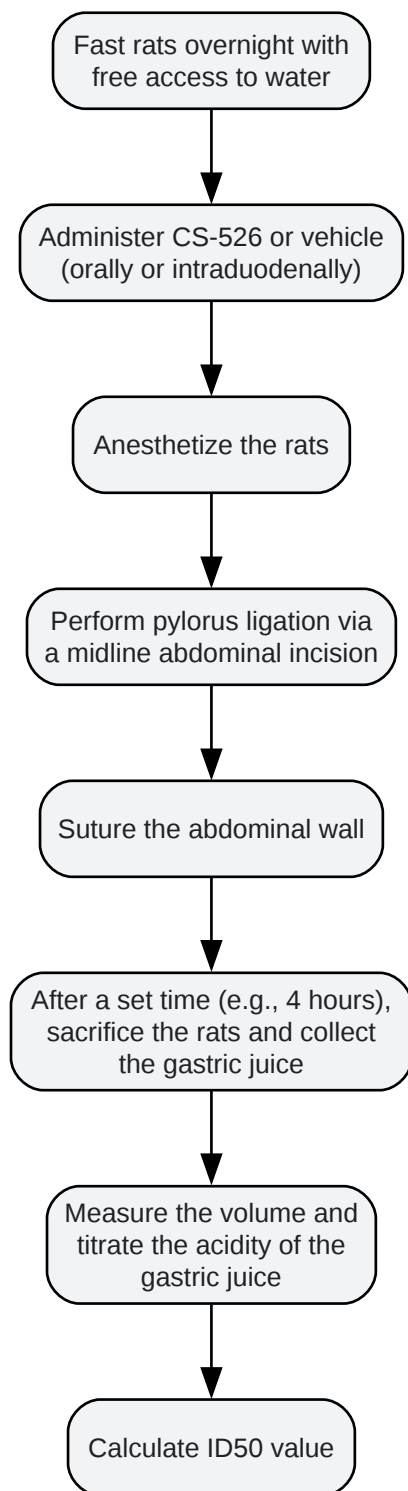 Fast rats overnight with
free access to water
Administer CS-526 or vehicle
(orally or intraduodenally)
Anesthetize the rats
Perform pylorus ligation via
a midline abdominal incision
Suture the abdominal wall
After a set time (e.g., 4 hours),
sacrifice the rats and collect
the gastric juice
Measure the volume and
titrate the acidity of the
gastric juice
Calculate ID50 value